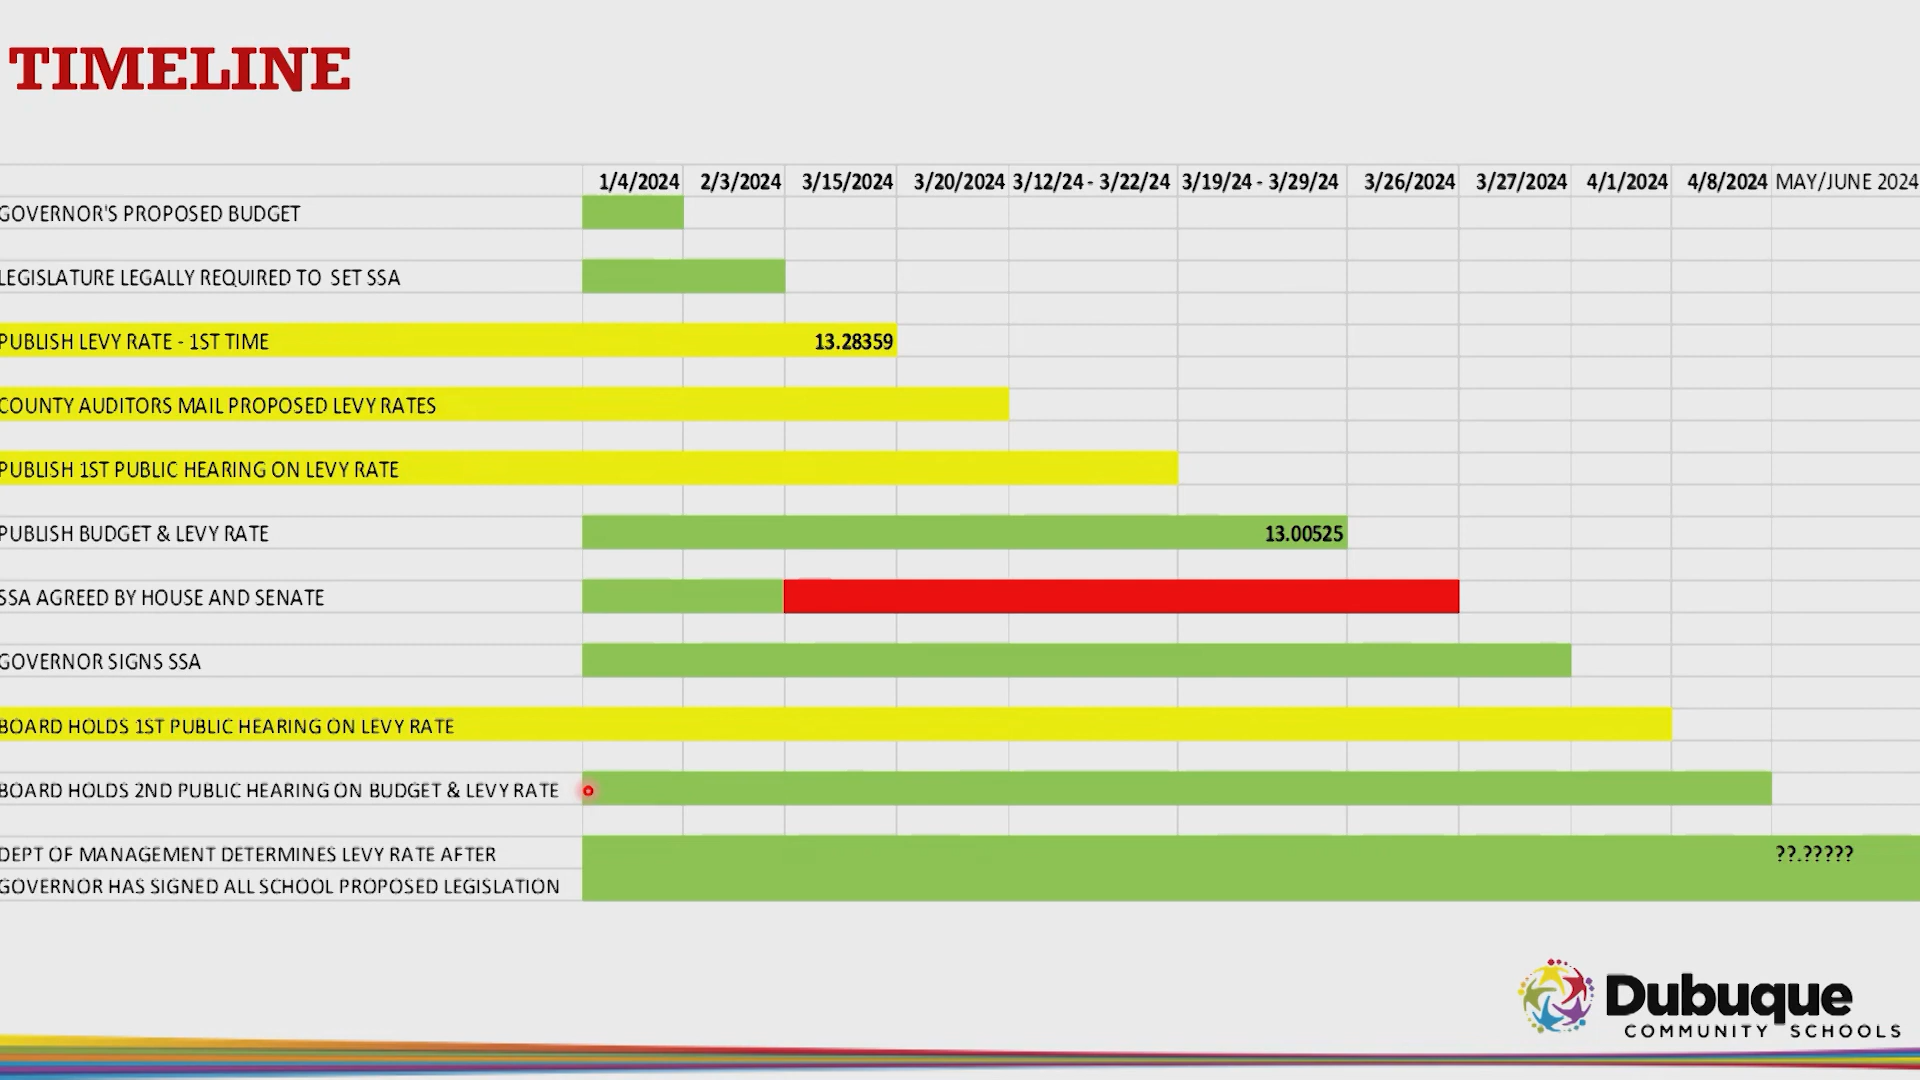 TIMELINE
1/4/2024 2/3/2024 3/15/2024 3/20/2024 3/12/24 - 3/22/24 3/19/24 - 3/29/24 3/26/2024 3/27/2024 4/1/2024 4/8/2024 MAY/JUNE 2024
GOVERNOR'S PROPOSED BUDGET
LEGISLATURE LEGALLY REQUIRED TO SET SSA
PUBLISH LEVY RATE - 1ST TIME 13.28359
COUNTY AUDITORS MAIL PROPOSED LEVY RATES
PUBLISH 1ST PUBLIC HEARING ON LEVY RATE
PUBLISH BUDGET & LEVY RATE 13.00525
SSA AGREED BY HOUSE AND SENATE
GOVERNOR SIGNS SSA
BOARD HOLDS 1ST PUBLIC HEARING ON LEVY RATE
BOARD HOLDS 2ND PUBLIC HEARING ON BUDGET & LEVY RATE
DEPT OF MANAGEMENT DETERMINES LEVY RATE AFTER ??.?????
GOVERNOR HAS SIGNED ALL SCHOOL PROPOSED LEGISLATION
Dubuque
COMMUNITY SCHOOLS